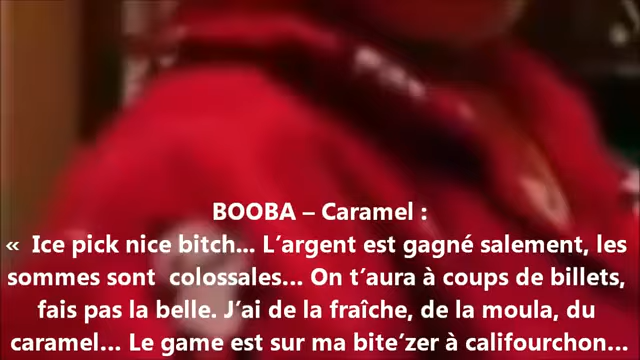 BOOBA – Caramel :
«  Ice pick nice bitch... L’argent est gagné salement, les
sommes sont  colossales... On t’aura à coups de billets,
fais pas la belle. J’ai de la fraîche, de la moula, du
caramel... Le game est sur ma bite’zer à califourchon...